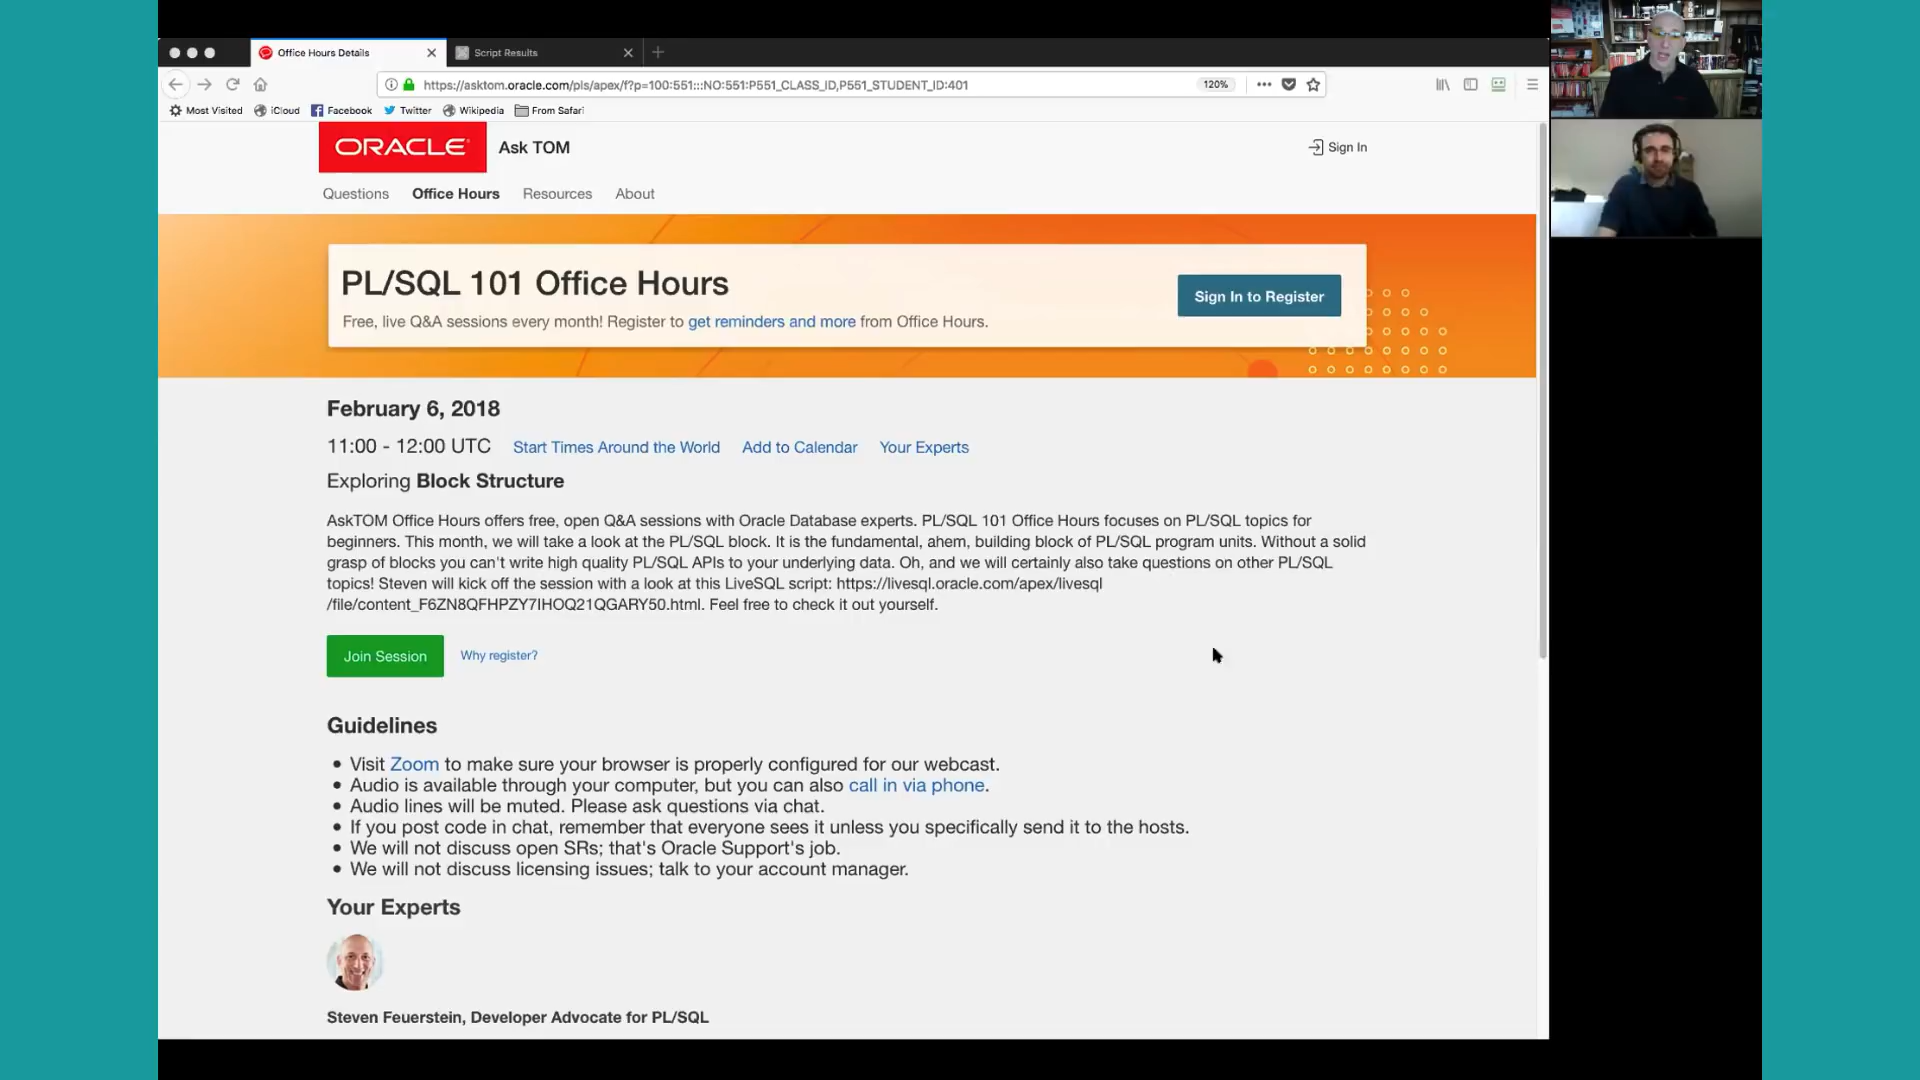 Office Hours Details
Script Results
https://asktom.oracle.com/pls/apex/f?p=100:551:::NO:551:P551_CLASS_ID,P551_STUDENT_ID:401
120%
Most Visited
iCloud
Facebook
Twitter
Wikipedia
From Safari
ORACLE
Ask TOM
Sign In
Questions
Office Hours
Resources
About
PL/SQL 101 Office Hours
Sign In to Register
Free, live Q&A sessions every month! Register to get reminders and more from Office Hours.
February 6, 2018
11:00 - 12:00 UTC
Start Times Around the World
Add to Calendar
Your Experts
Exploring Block Structure
AskTOM Office Hours offers free, open Q&A sessions with Oracle Database experts. PL/SQL 101 Office Hours focuses on PL/SQL topics for
beginners. This month, we will take a look at the PL/SQL block. It is the fundamental, ahem, building block of PL/SQL program units. Without a solid
grasp of blocks you can't write high quality PL/SQL APIs to your underlying data. Oh, and we will certainly also take questions on other PL/SQL
topics! Steven will kick off the session with a look at this LiveSQL script: https://livesql.oracle.com/apex/livesql
/file/content_F6ZN8QFHPZY7IHOQ21QGARY50.html. Feel free to check it out yourself.
Join Session
Why register?
Guidelines
• Visit Zoom to make sure your browser is properly configured for our webcast.
• Audio is available through your computer, but you can also call in via phone.
• Audio lines will be muted. Please ask questions via chat.
• If you post code in chat, remember that everyone sees it unless you specifically send it to the hosts.
• We will not discuss open SRs; that's Oracle Support's job.
• We will not discuss licensing issues; talk to your account manager.
Your Experts
Steven Feuerstein, Developer Advocate for PL/SQL